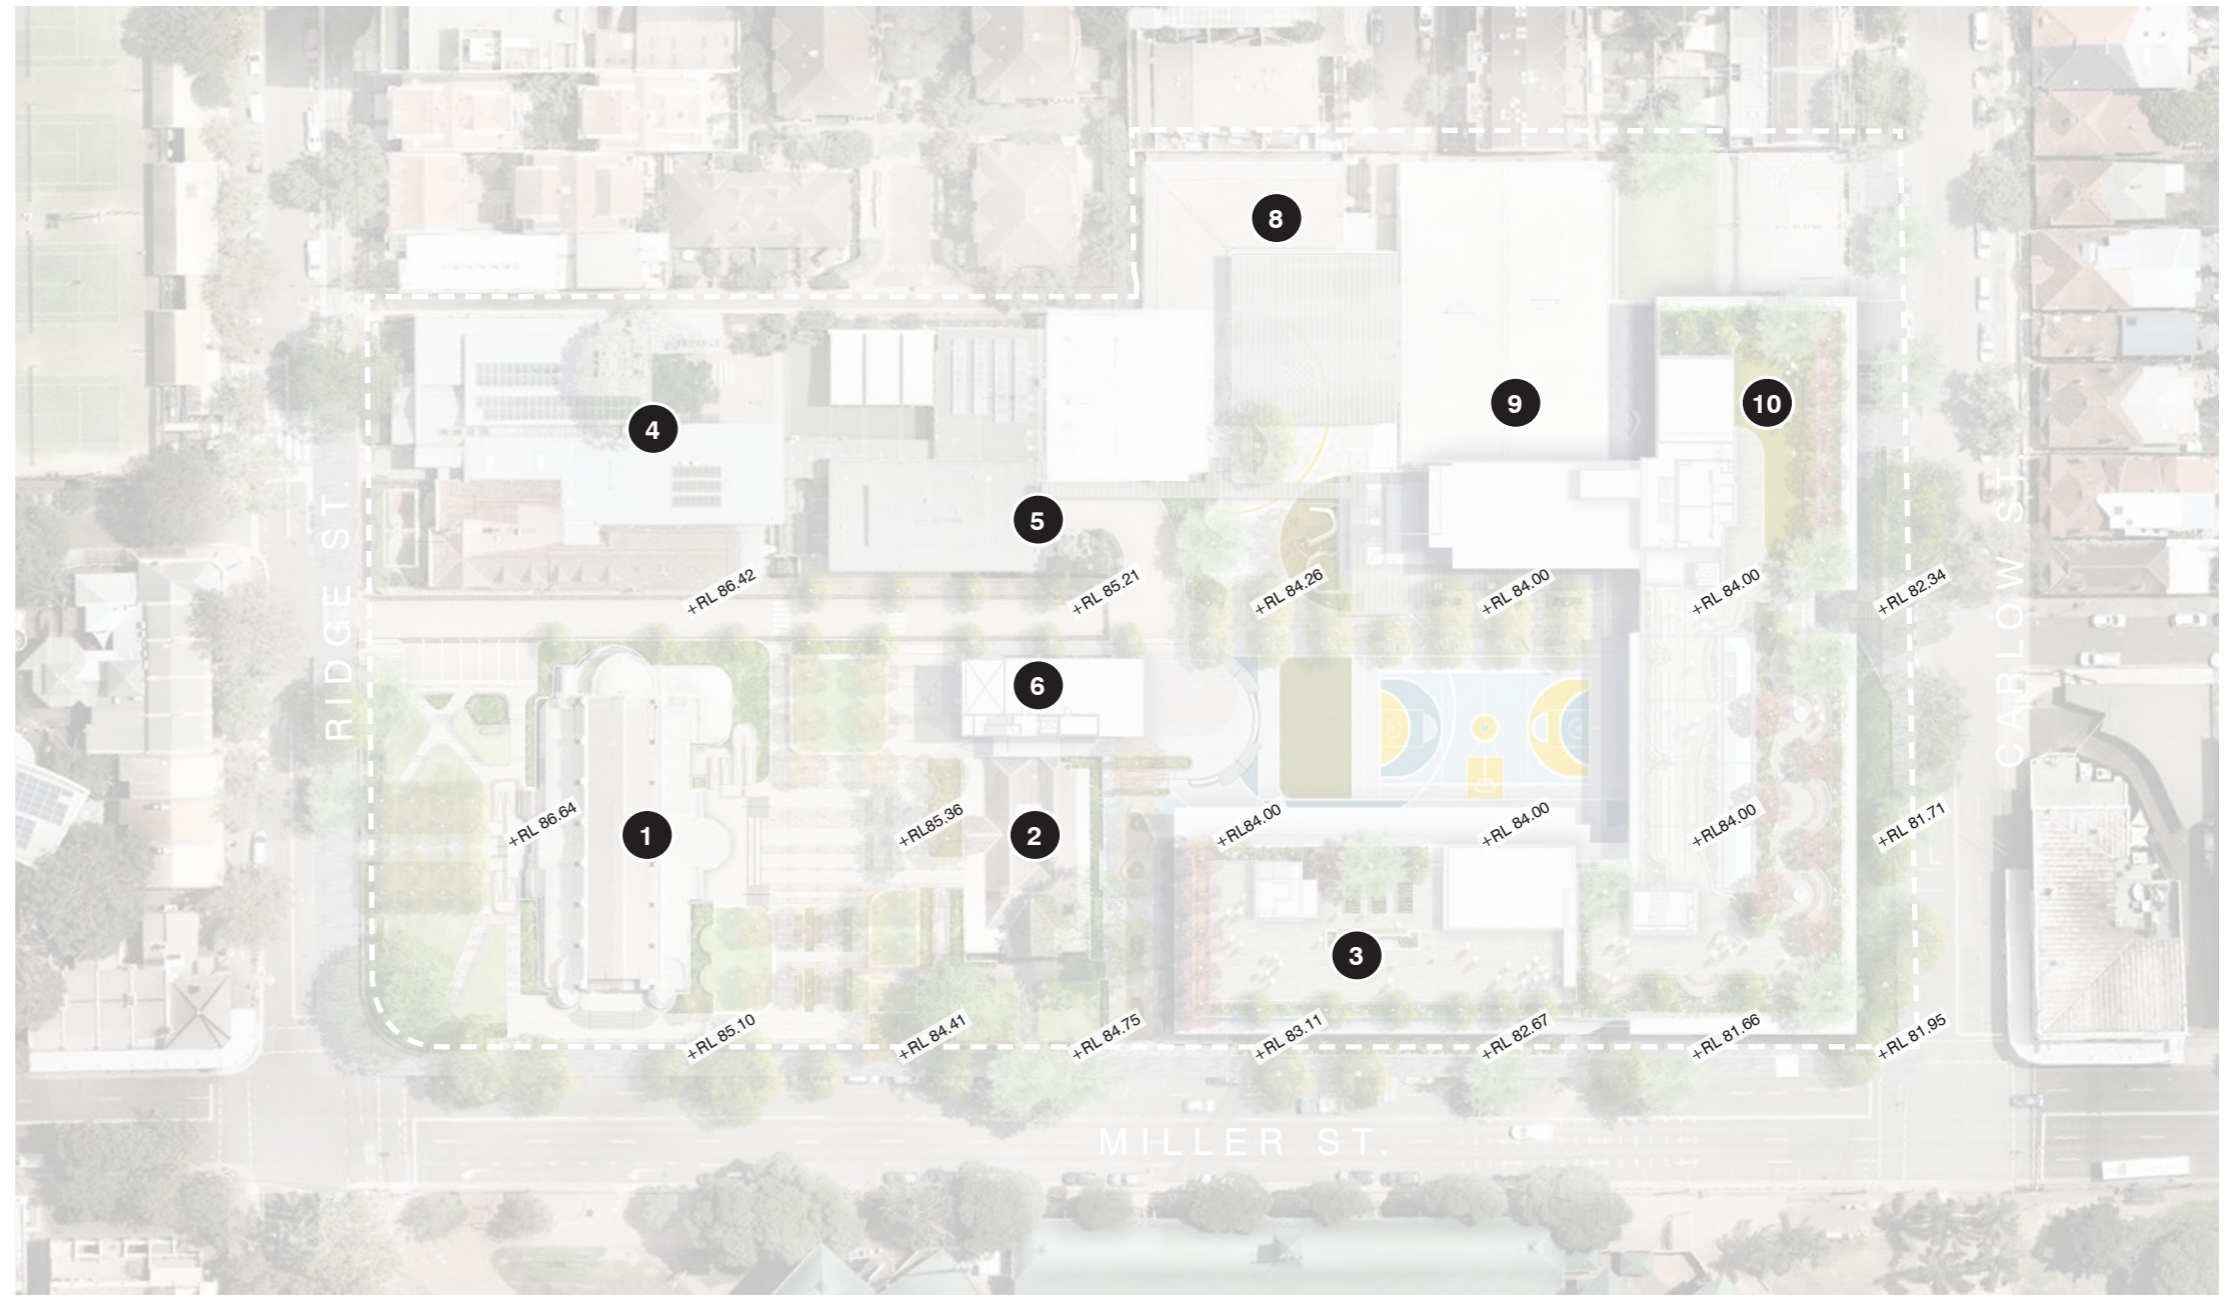 8
9
10
4
5
+RL 86.42
+RL 85.21
+RL 84.26
+RL 84.00
+RL 84.00
+RL 82.34
RIDGE ST.
CARLOW ST.
6
+RL 86.64
1
+RL85.36
2
+RL84.00
+RL 84.00
+RL84.00
+RL 81.71
3
+RL 85.10
+RL 84.41
+RL 84.75
+RL 83.11
+RL 82.67
+RL 81.66
+RL 81.95
MILLER ST.